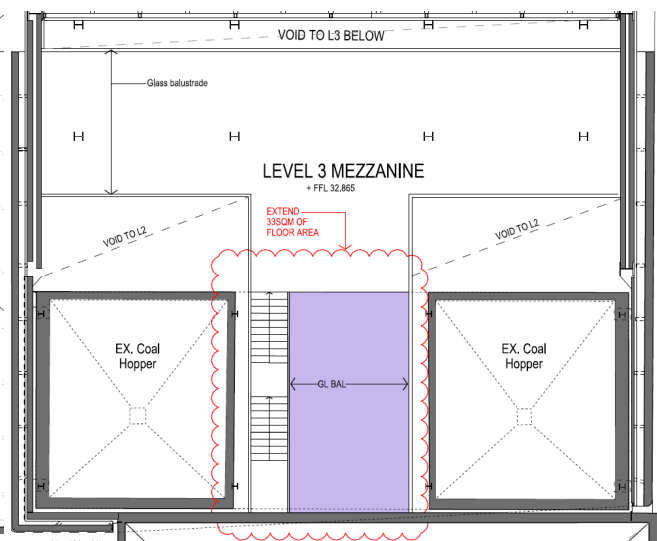 VOID TO L3 BELOW
Glass balustrade
LEVEL 3 MEZZANINE
+ FFL 32.865
EXTEND
33SQM OF
FLOOR AREA
VOID TO L2
VOID TO L2
EX. Coal
Hopper
EX. Coal
Hopper
GL BAL